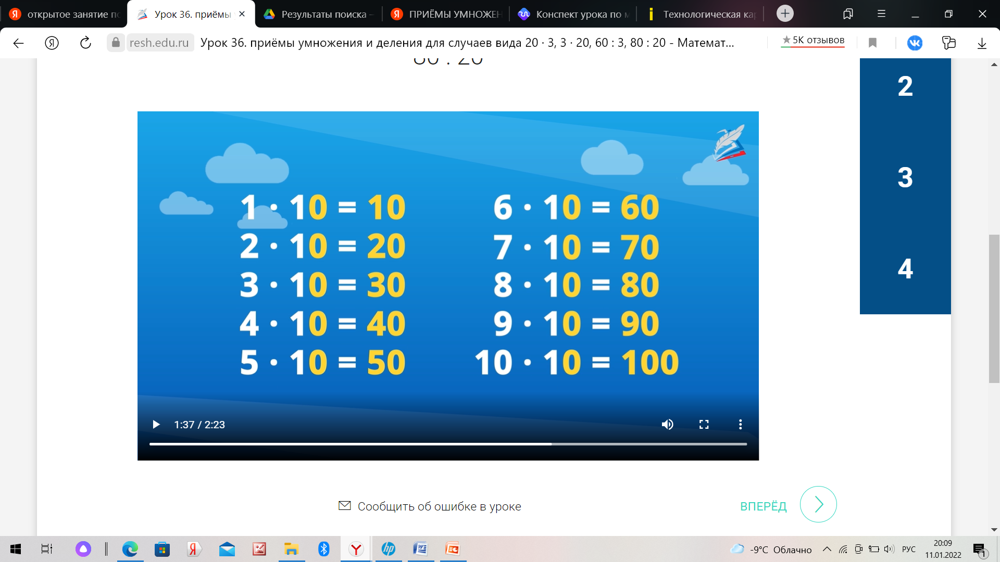 открытое занятие по
Урок 36. приёмы
Результаты поиска –
ПРИЁМЫ УМНОЖЕН
Конспект урока по м
Технологическая ка
resh.edu.ru
Урок 36. приёмы умножения и деления для случаев вида 20 · 3, 3 · 20, 60 : 3, 80 : 20 - Математ...
★ 5К отзывов
80 : 20
2
3
4
1 · 10 = 10
2 · 10 = 20
3 · 10 = 30
4 · 10 = 40
5 · 10 = 50
6 · 10 = 60
7 · 10 = 70
8 · 10 = 80
9 · 10 = 90
10 · 10 = 100
1:37 / 2:23
Сообщить об ошибке в уроке
ВПЕРЁД
-9°C Облачно
РУС
20:09
11.01.2022
1